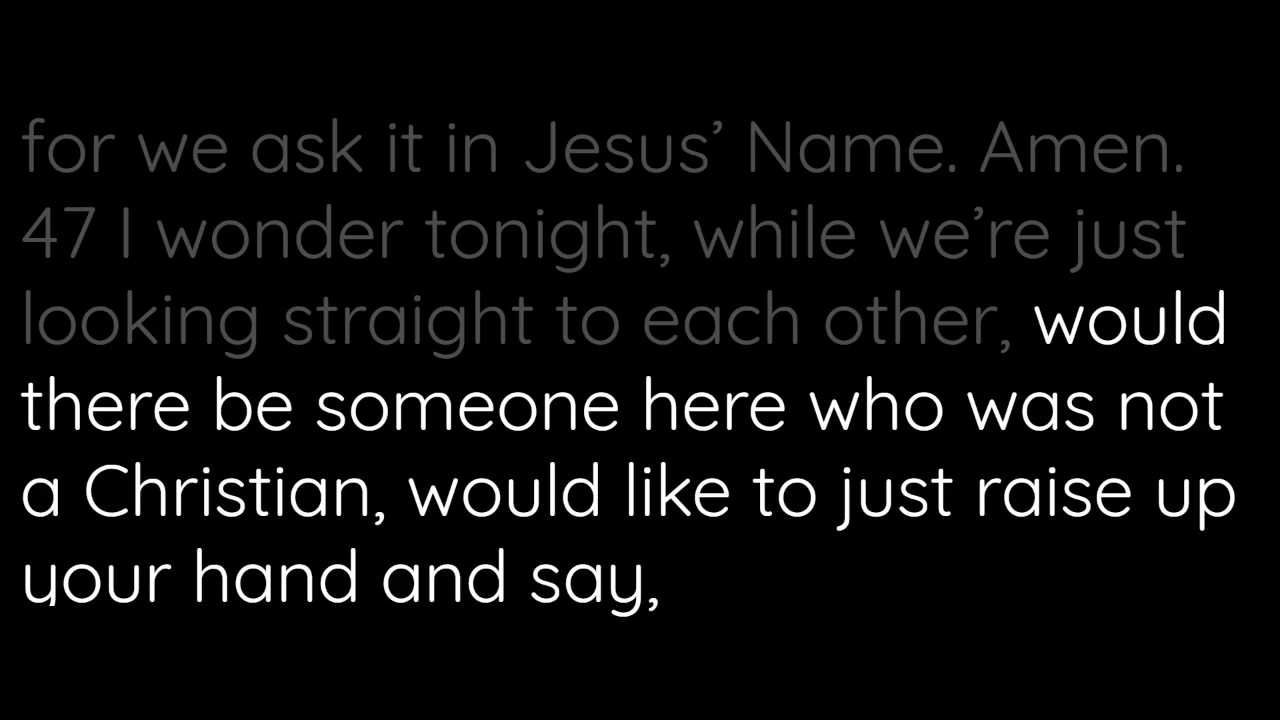 for we ask it in Jesus’ Name. Amen.
47 I wonder tonight, while we’re just
looking straight to each other, would
there be someone here who was not
a Christian, would like to just raise up
your hand and say,